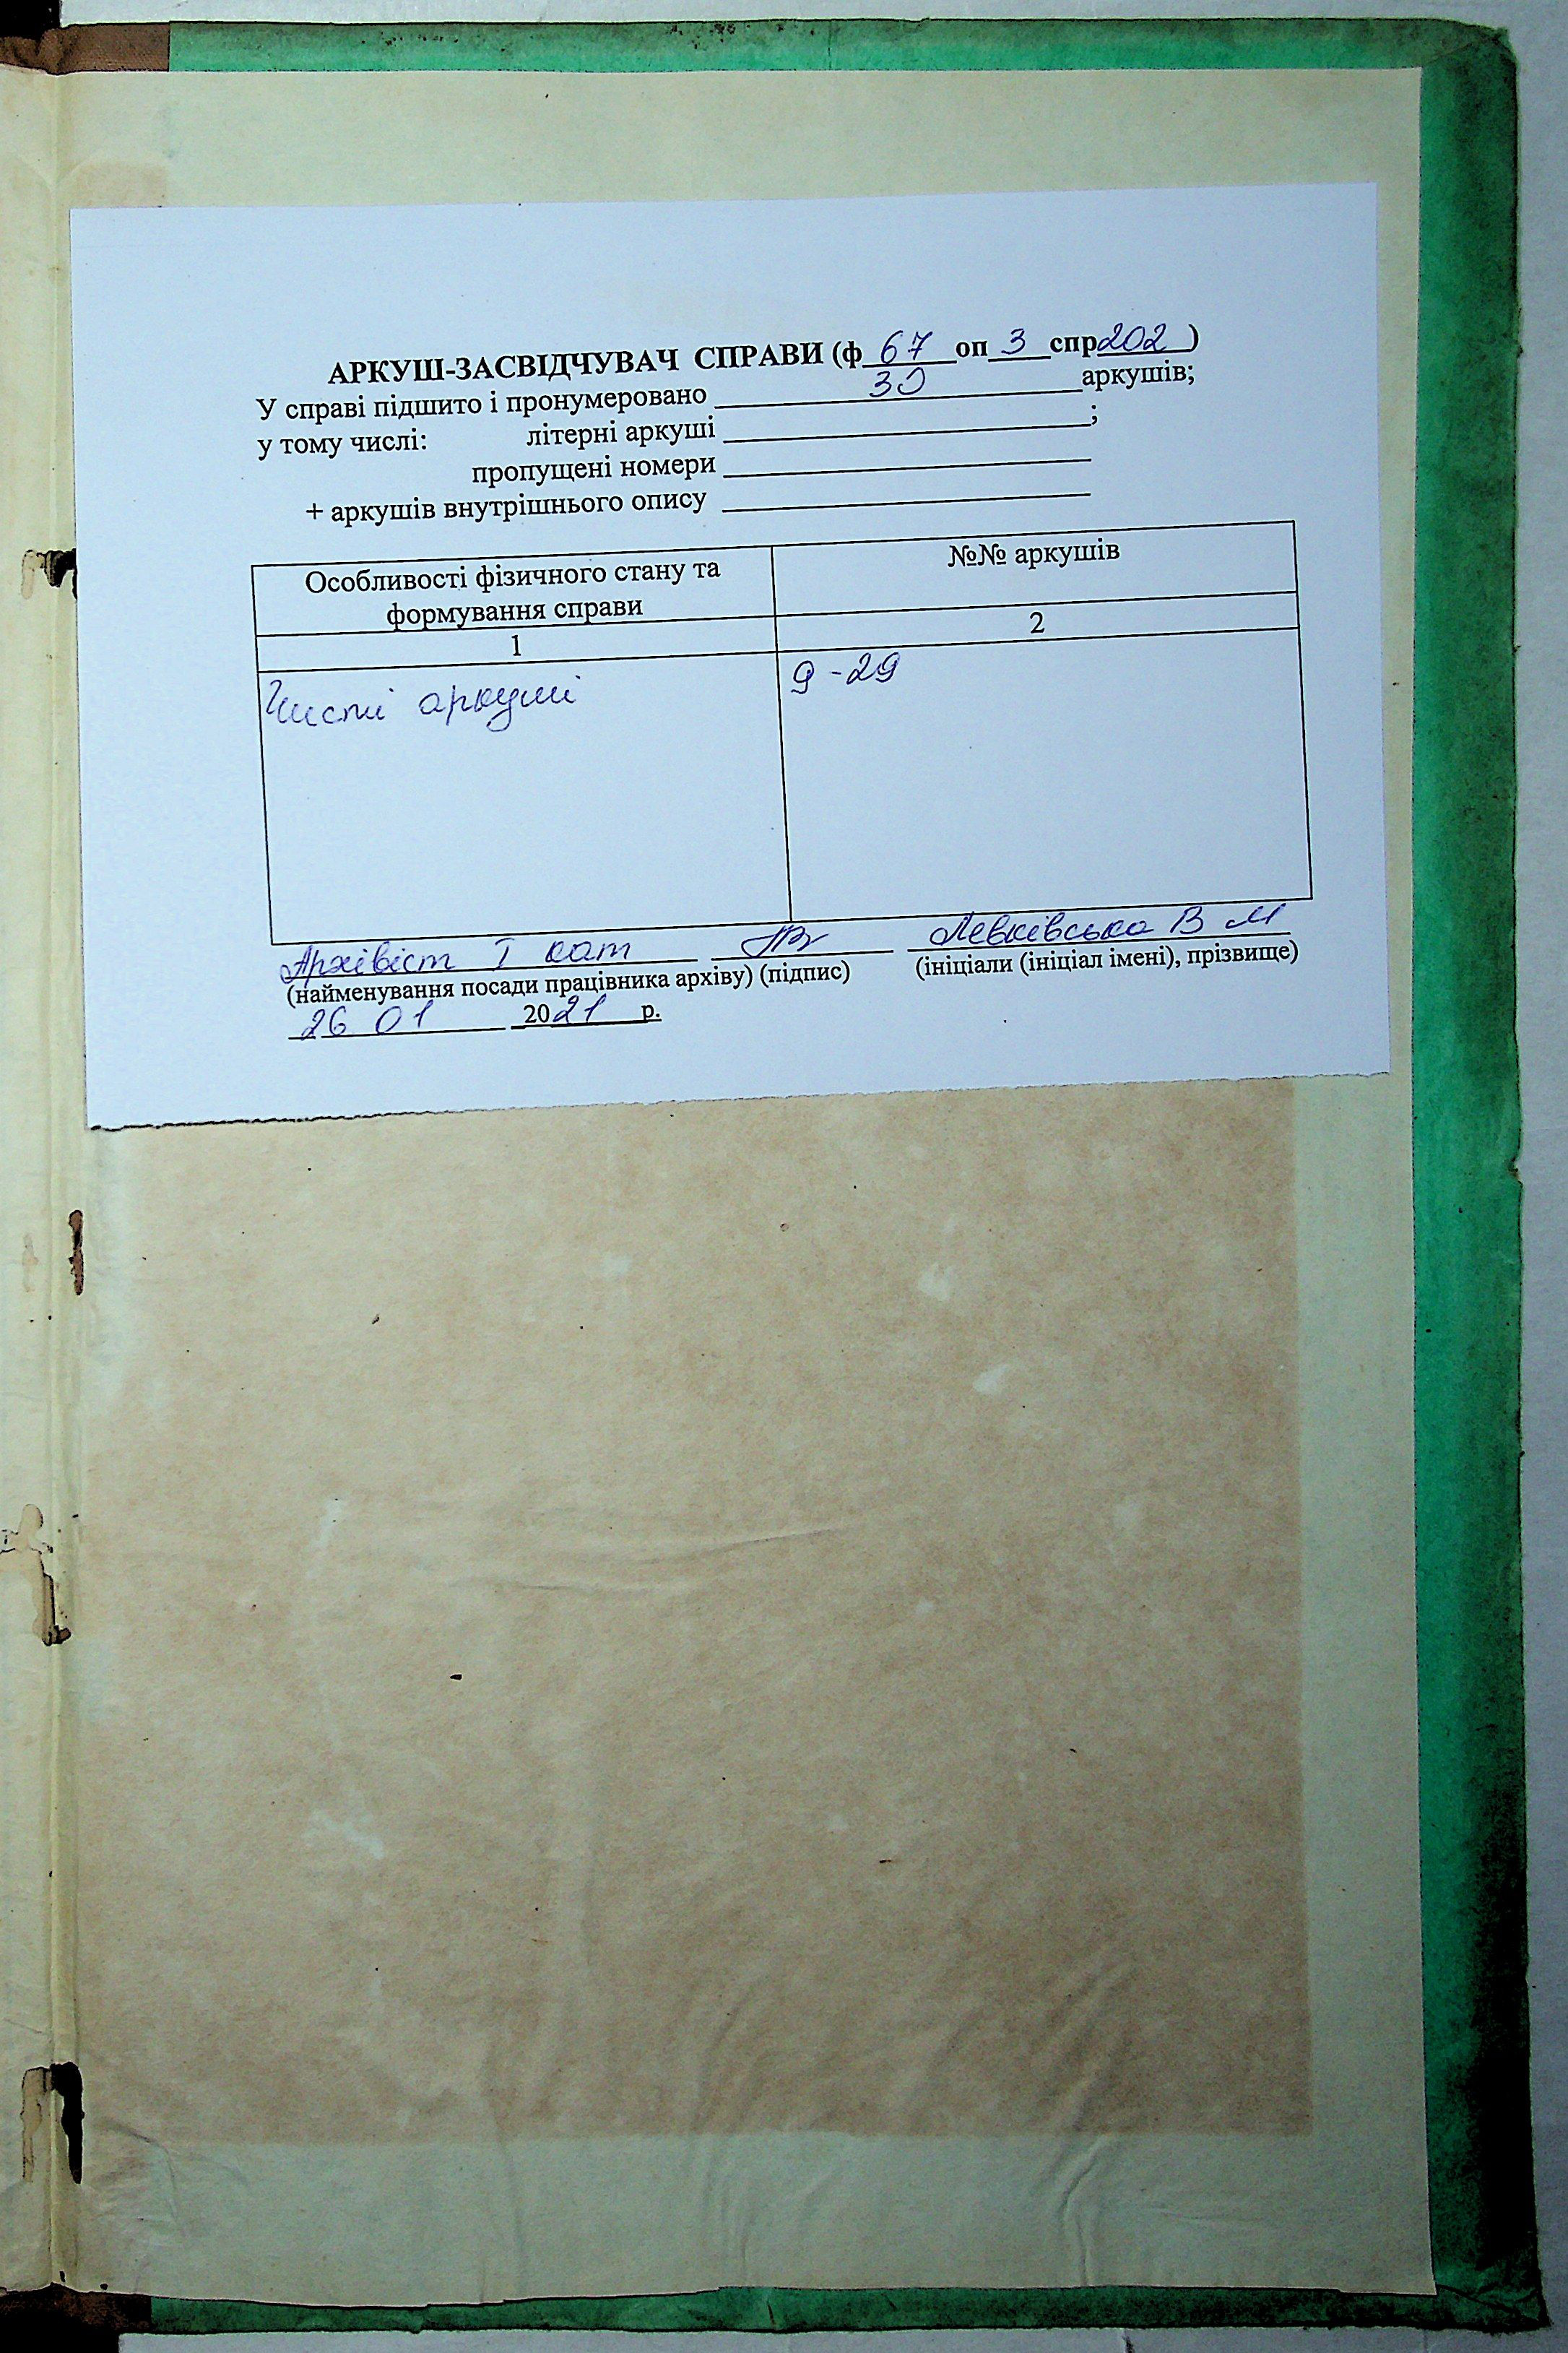 АРКУШ-ЗАСВІДЧУВАЧ СПРАВИ (ф 67 оп 3 спр 202 )
У справі підшито і пронумеровано 30 аркушів;
у тому числі: літерні аркуші ;
пропущені номери
+ аркушів внутрішнього опису
Особливості фізичного стану та формування справи
№№ аркушів
1
2
Чисті аркуші
9 - 29
Архівіст I кат Левківська В М
(найменування посади працівника архіву) (підпис) (ініціали (ініціал імені), прізвище)
26 01 2021 р.